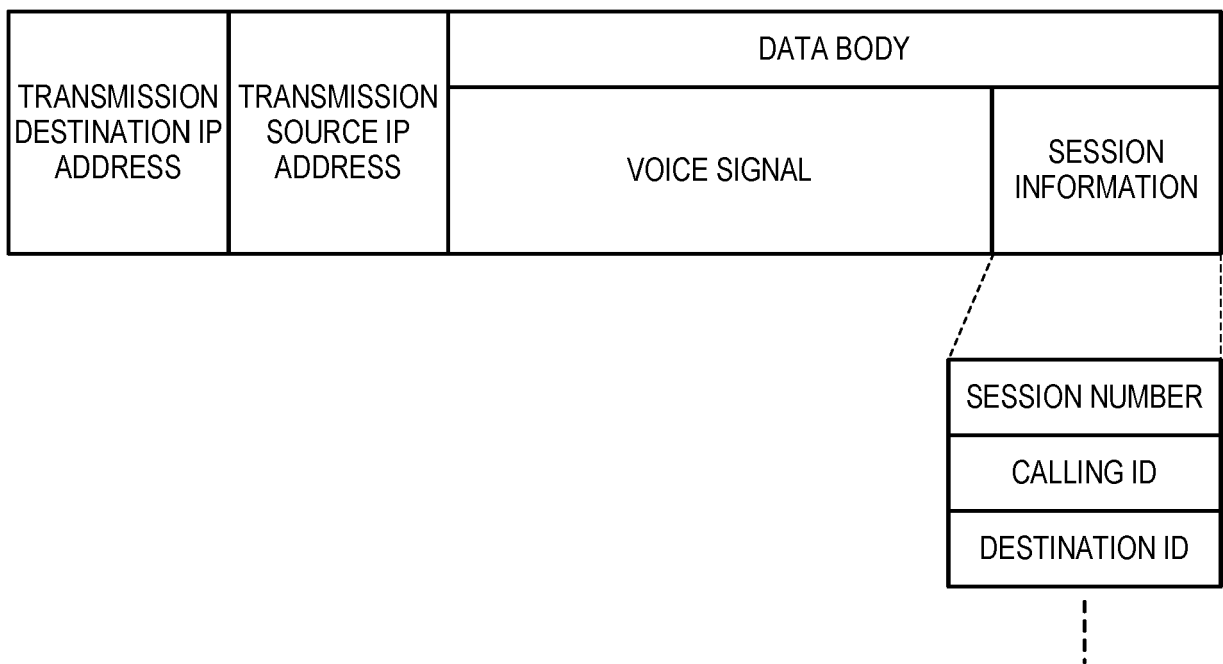 TRANSMISSION
DESTINATION IP
ADDRESS
TRANSMISSION
SOURCE IP
ADDRESS
DATA BODY
VOICE SIGNAL
SESSION
INFORMATION
SESSION NUMBER
CALLING ID
DESTINATION ID